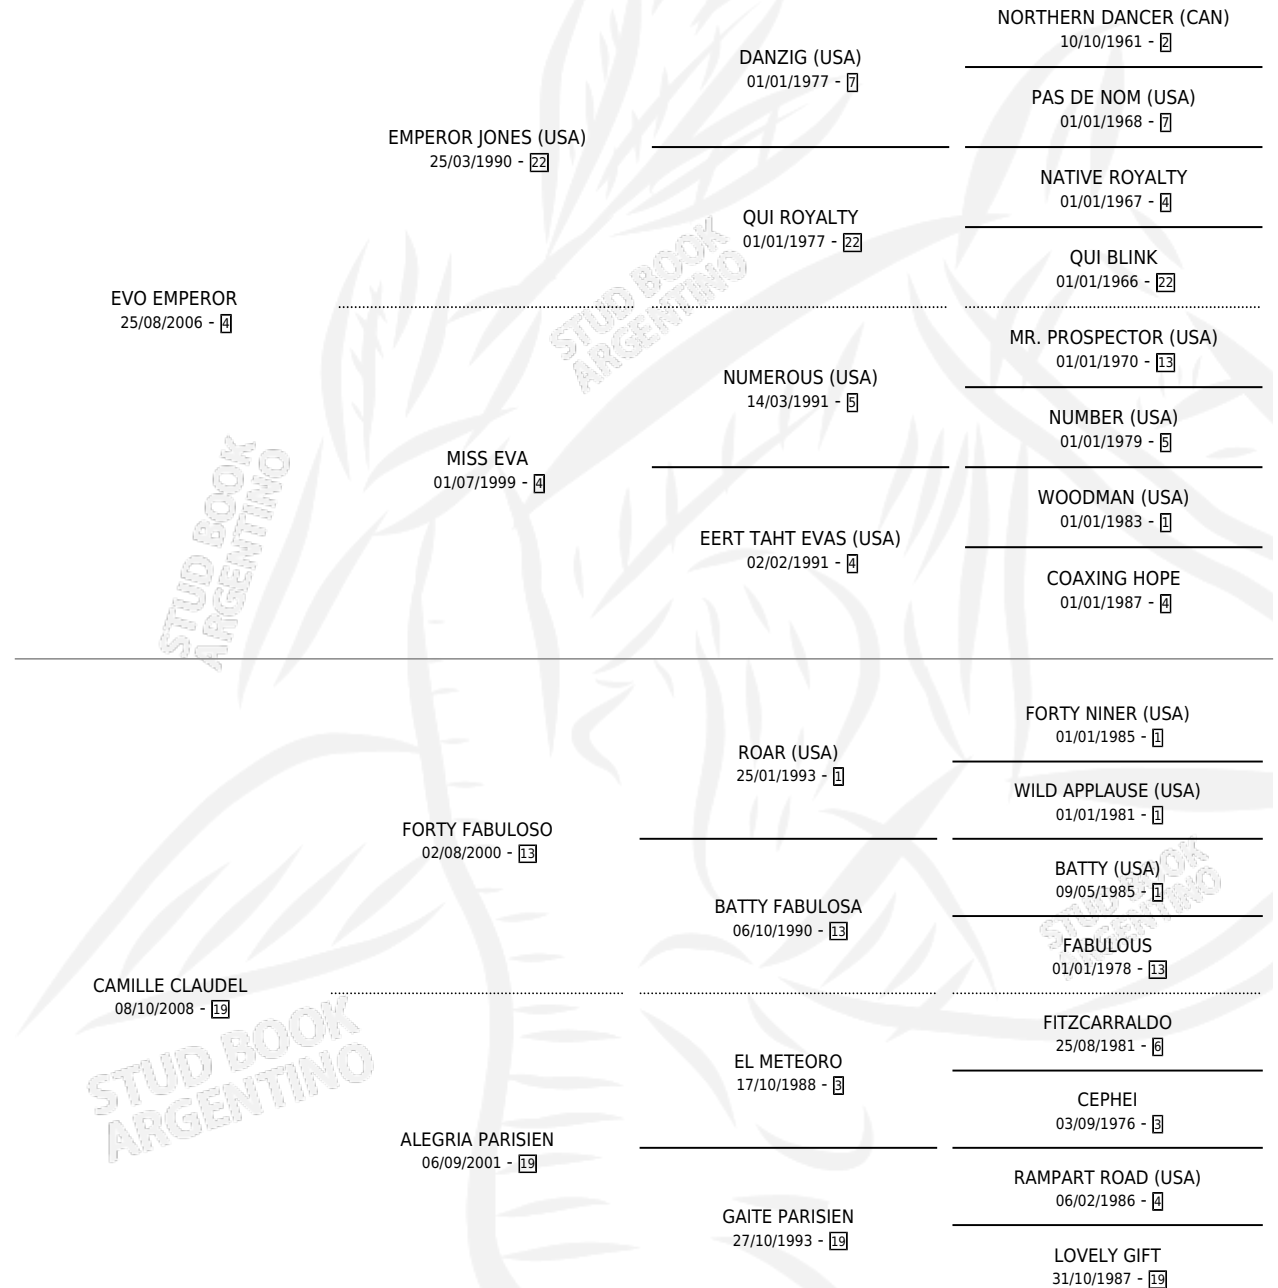 NORTHERN DANCER (CAN)
10/10/1961 - 2
DANZIG (USA)
01/01/1977 - 7
PAS DE NOM (USA)
01/01/1968 - 7
EMPEROR JONES (USA)
25/03/1990 - 22
NATIVE ROYALTY
01/01/1967 - 4
QUI ROYALTY
01/01/1977 - 22
QUI BLINK
01/01/1966 - 22
EVO EMPEROR
25/08/2006 - 4
STUD BOOK
ARGENTINO
MR. PROSPECTOR (USA)
01/01/1970 - 13
NUMEROUS (USA)
14/03/1991 - 5
NUMBER (USA)
01/01/1979 - 5
MISS EVA
01/07/1999 - 4
WOODMAN (USA)
01/01/1983 - 1
EERT TAHT EVAS (USA)
02/02/1991 - 4
COAXING HOPE
01/01/1987 - 4
STUD BOOK
ARGENTINO
FORTY NINER (USA)
01/01/1985 - 1
ROAR (USA)
25/01/1993 - 1
WILD APPLAUSE (USA)
01/01/1981 - 1
FORTY FABULOSO
02/08/2000 - 13
BATTY (USA)
09/05/1985 - 1
BATTY FABULOSA
06/10/1990 - 13
STUD BOOK
ARGENTINO
FABULOUS
01/01/1978 - 13
CAMILLE CLAUDEL
08/10/2008 - 19
FITZCARRALDO
25/08/1981 - 6
EL METEORO
17/10/1988 - 3
CEPHEI
03/09/1976 - 3
STUD BOOK
ARGENTINO
ALEGRIA PARISIEN
06/09/2001 - 19
RAMPART ROAD (USA)
06/02/1986 - 4
GAITE PARISIEN
27/10/1993 - 19
LOVELY GIFT
31/10/1987 - 19